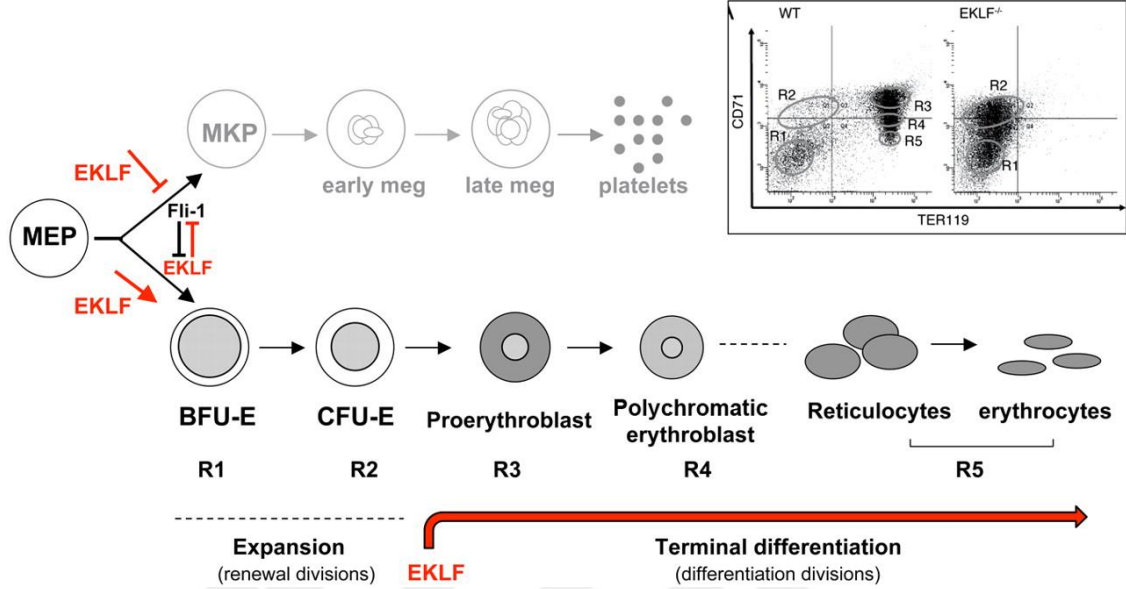 WT
EKLF-/-
CD71
R2
R1
R3
R4
R5
R2
R1
TER119
MKP
early meg
late meg
platelets
EKLF
Fli-1
MEP
EKLF
EKLF
BFU-E
CFU-E
Proerythroblast
Polychromatic
erythroblast
Reticulocytes
erythrocytes
R1
R2
R3
R4
R5
Expansion
(renewal divisions)
EKLF
Terminal differentiation
(differentiation divisions)